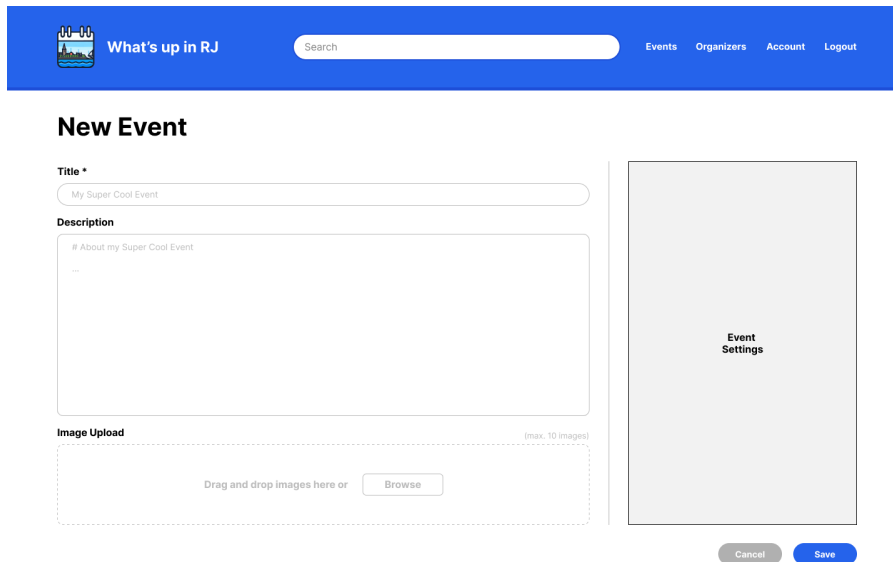 What's up in RJ
Search
Events
Organizers
Account
Logout
New Event
Title *
My Super Cool Event
Description
# About my Super Cool Event
...
Image Upload
(max. 10 images)
Drag and drop images here or
Browse
Event
Settings
Cancel
Save